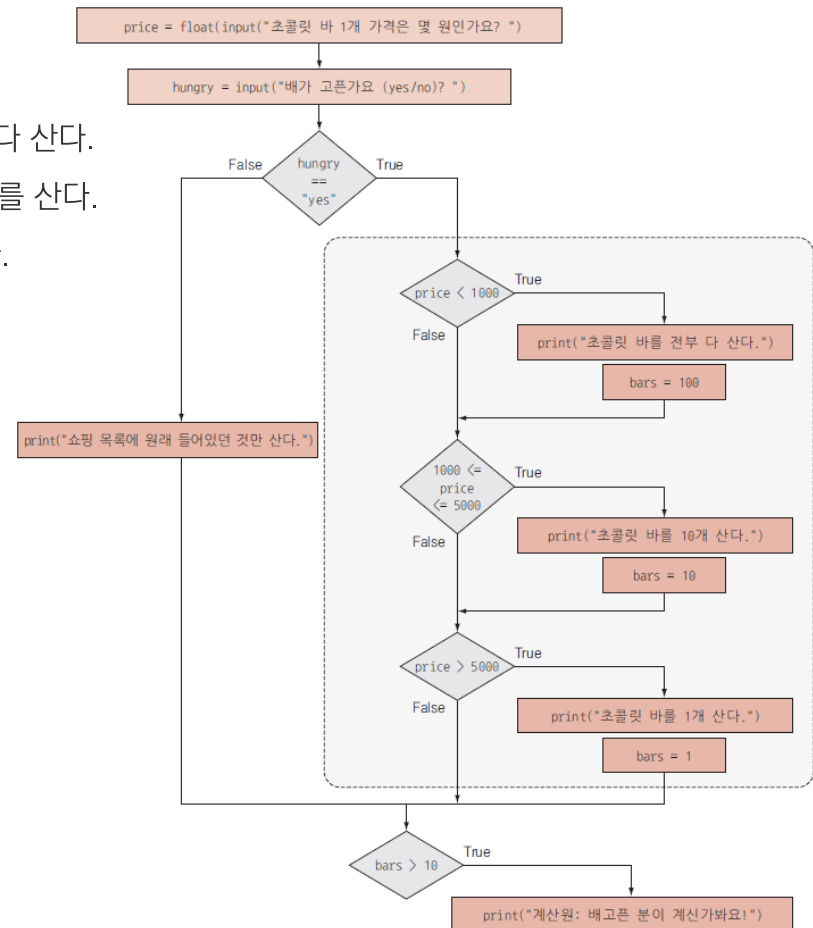 price = float(input("초콜릿 바 1개 가격은 몇 원인가요? ")
hungry = input("배가 고픈가요 (yes/no)? ")
다 산다.
를 산다.
False
hungry
==
"yes"
True
price < 1000
True
False
print("초콜릿 바를 전부 다 산다.")
bars = 100
print("쇼핑 목록에 원래 들어있던 것만 산다.")
1000 <=
price
<= 5000
True
False
print("초콜릿 바를 10개 산다.")
bars = 10
price > 5000
True
False
print("초콜릿 바를 1개 산다.")
bars = 1
bars > 10
True
print("계산원: 배고픈 분이 계신가봐요!")